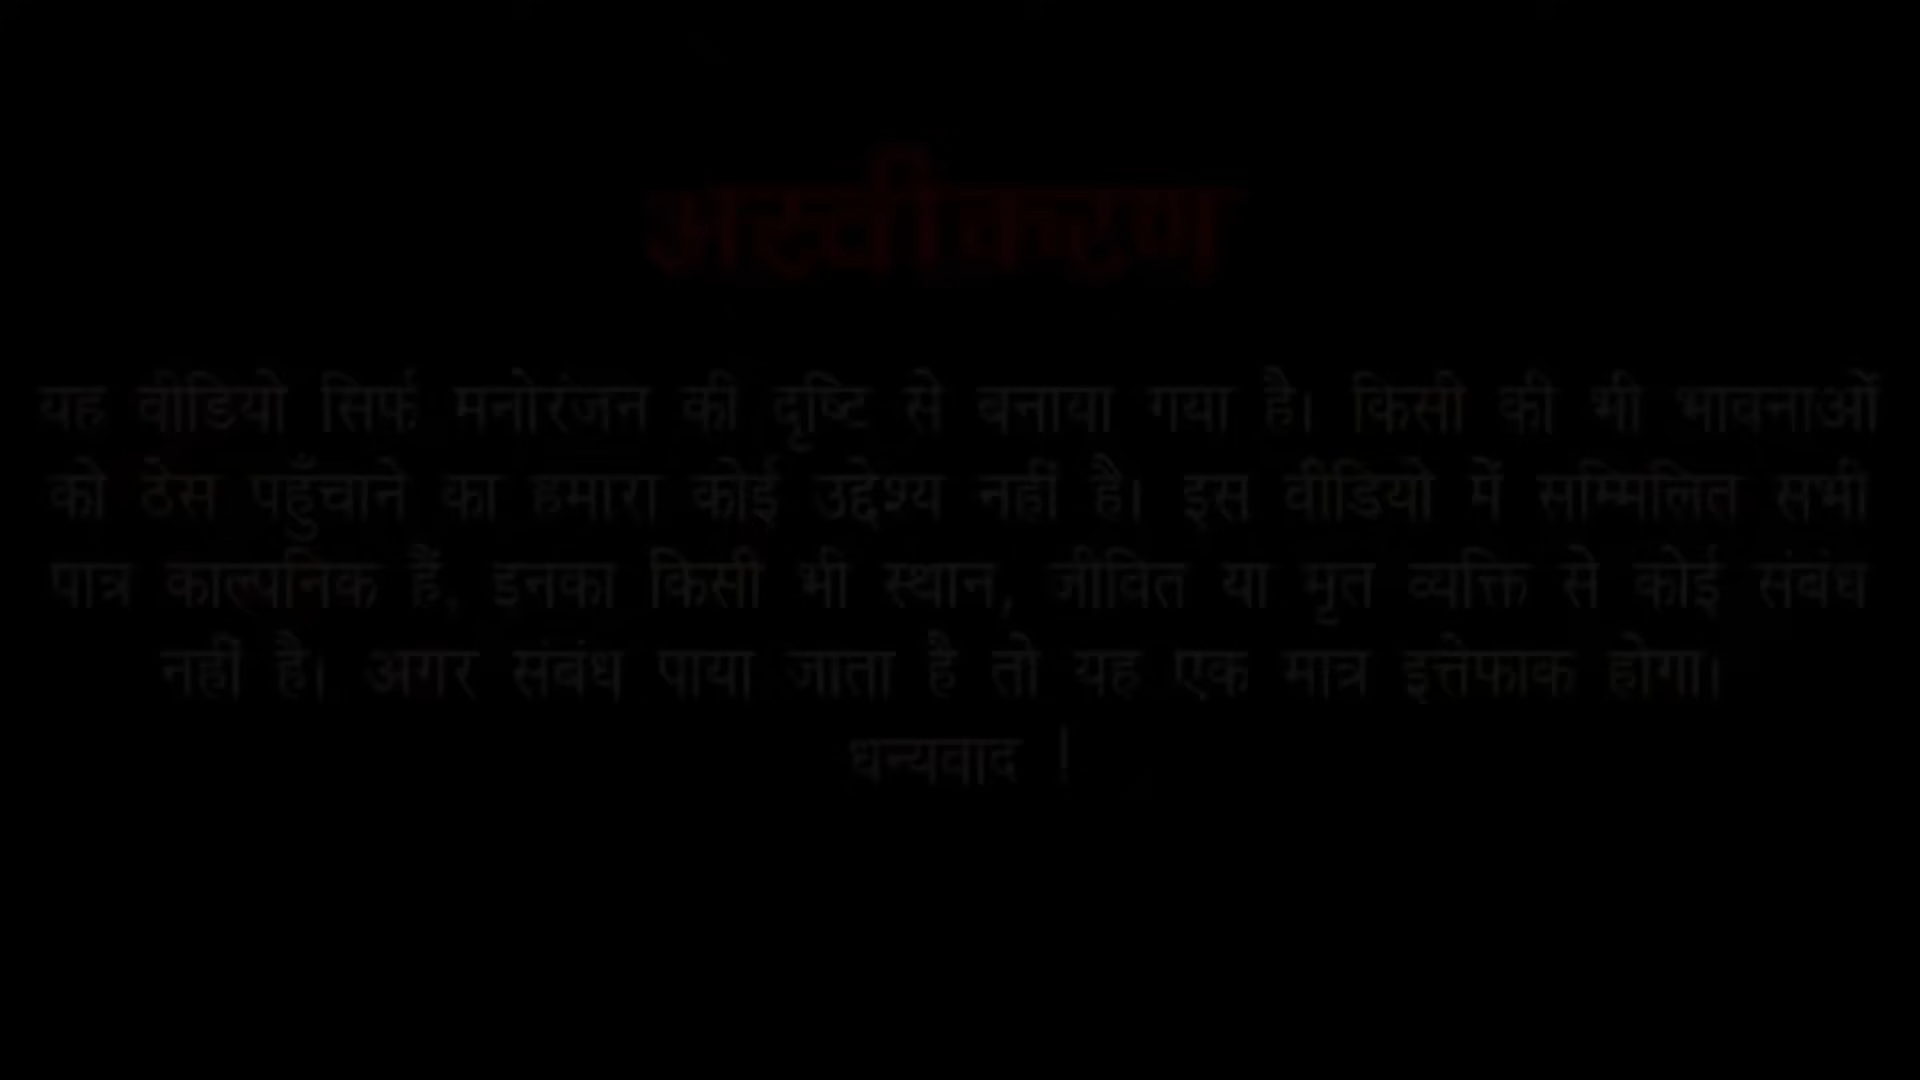 अस्वीकरण
यह वीडियो सिर्फ मनोरंजन की दृष्टि से बनाया गया है। किसी की भी भावनाओं
को ठेस पहुँचाने का हमारा कोई उद्देश्य नहीं है। इस वीडियो में सम्मिलित सभी
पात्र काल्पनिक हैं, इनका किसी भी स्थान, जीवित या मृत व्यक्ति से कोई संबंध
नहीं है। अगर संबंध पाया जाता है तो यह एक मात्र इत्तेफाक होगा।
धन्यवाद !